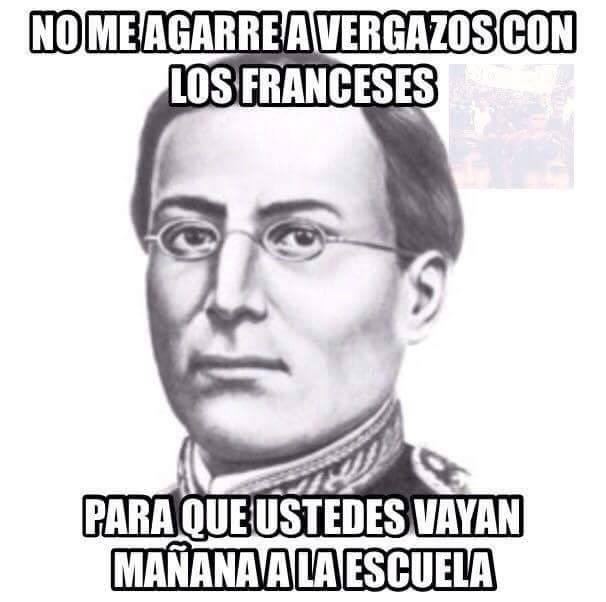 NO ME AGARRE A VERGAZOS CON
LOS FRANCESES
PARA QUE USTEDES VAYAN
MAÑANA A LA ESCUELA